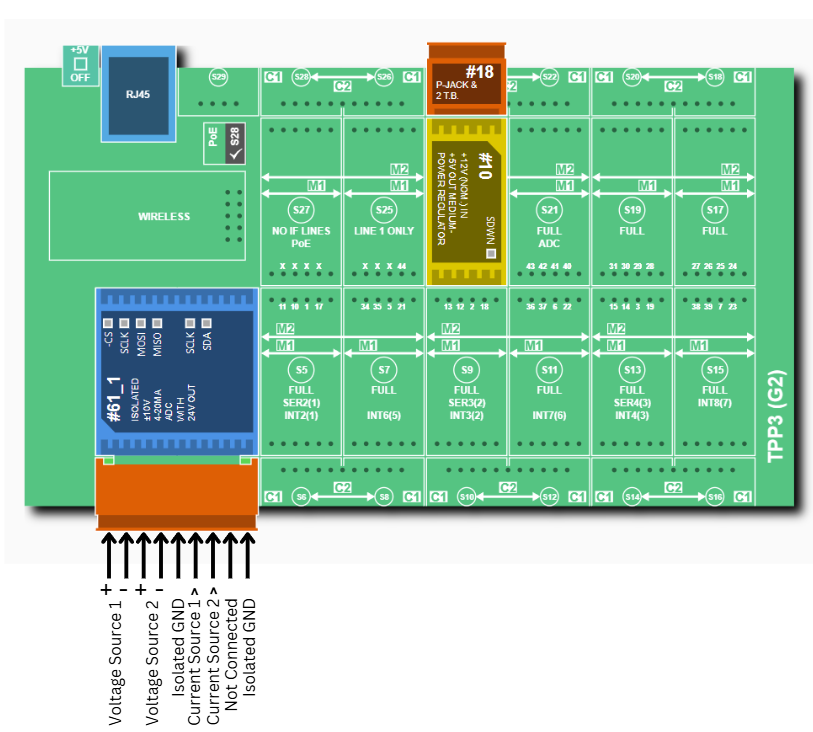 +5V
OFF
RJ45
S29
C1 S28 S26 C1
C2
#18
P-JACK &
2 T.B.
S22 C1
C2
C1 S20 S18 C1
C2
PoE
S28
M2
M1
S27
NO IF LINES
PoE
X X X X
M2
M1
S25
LINE 1 ONLY
X X X 44
#10
+12V (NOM.) IN
+5V OUT MEDIUM-
POWER REGULATOR
SDWN
M2
M1
S21
FULL
ADC
43 42 41 40
M1
S19
FULL
31 30 29 28
M2
M1
S17
FULL
27 26 25 24
WIRELESS
-CS
SCLK
MOSI
MISO
SCLK
SDA
#61_1
ISOLATED
±10V
4-20MA
ADC
WITH
24V OUT
11 10 1 17
M2
M1
S5
FULL
SER2(1)
INT2(1)
34 35 5 21
M1
S7
FULL
INT6(5)
13 12 2 18
M2
M1
S9
FULL
SER3(2)
INT3(2)
36 37 6 22
M1
S11
FULL
INT7(6)
15 14 3 19
M2
M1
S13
FULL
SER4(3)
INT4(3)
38 39 7 23
M1
S15
FULL
INT8(7)
TPP3 (G2)
C1 S6 S8 C1
C2
C1 S10 S12 C1
C2
C1 S14 S16 C1
C2
Voltage Source 1 + -
Voltage Source 2 + -
Isolated GND
Current Source 1 >
Current Source 2 >
Not Connected
Isolated GND